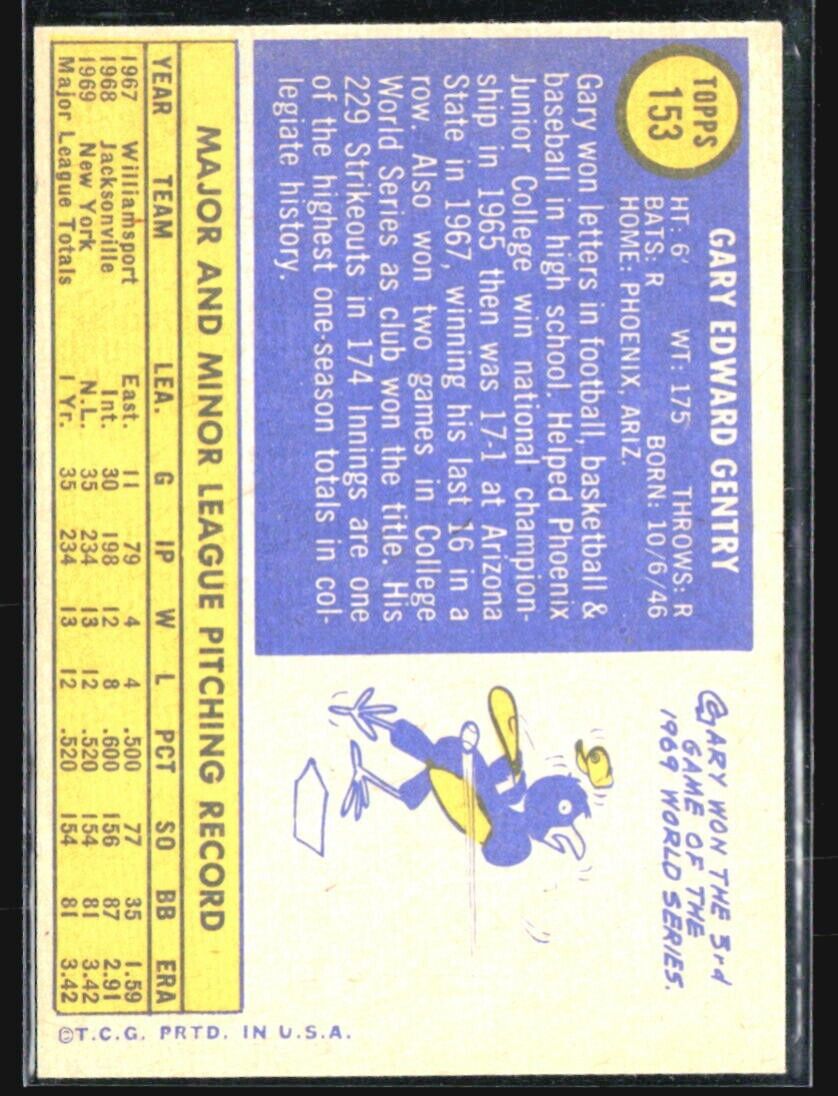 TOPPS
153
GARY EDWARD GENTRY
HT: 6' WT: 175 THROWS: R
BATS: R BORN: 10/6/46
HOME: PHOENIX, ARIZ.
Gary won letters in football, basketball &
baseball in high school. Helped Phoenix
Junior College win national champion-
ship in 1965 then was 17-1 at Arizona
State in 1967, winning his last 16 in a
row. Also won two games in College
World Series as club won the title. His
229 Strikeouts in 174 Innings are one
of the highest one-season totals in col-
legiate history.
GARY WON THE 3rd
GAME OF THE
1969 WORLD SERIES.
MAJOR AND MINOR LEAGUE PITCHING RECORD
YEAR TEAM LEA. G IP W L PCT SO BB ERA
1967 Williamsport East. 11 79 4 4 .500 77 35 1.59
1968 Jacksonville Int. 30 198 12 8 .600 156 87 2.91
1969 New York N.L. 35 234 13 12 .520 154 81 3.42
Major League Totals 1 Yr. 35 234 13 12 .520 154 81 3.42
©T.C.G. PRTD. IN U.S.A.